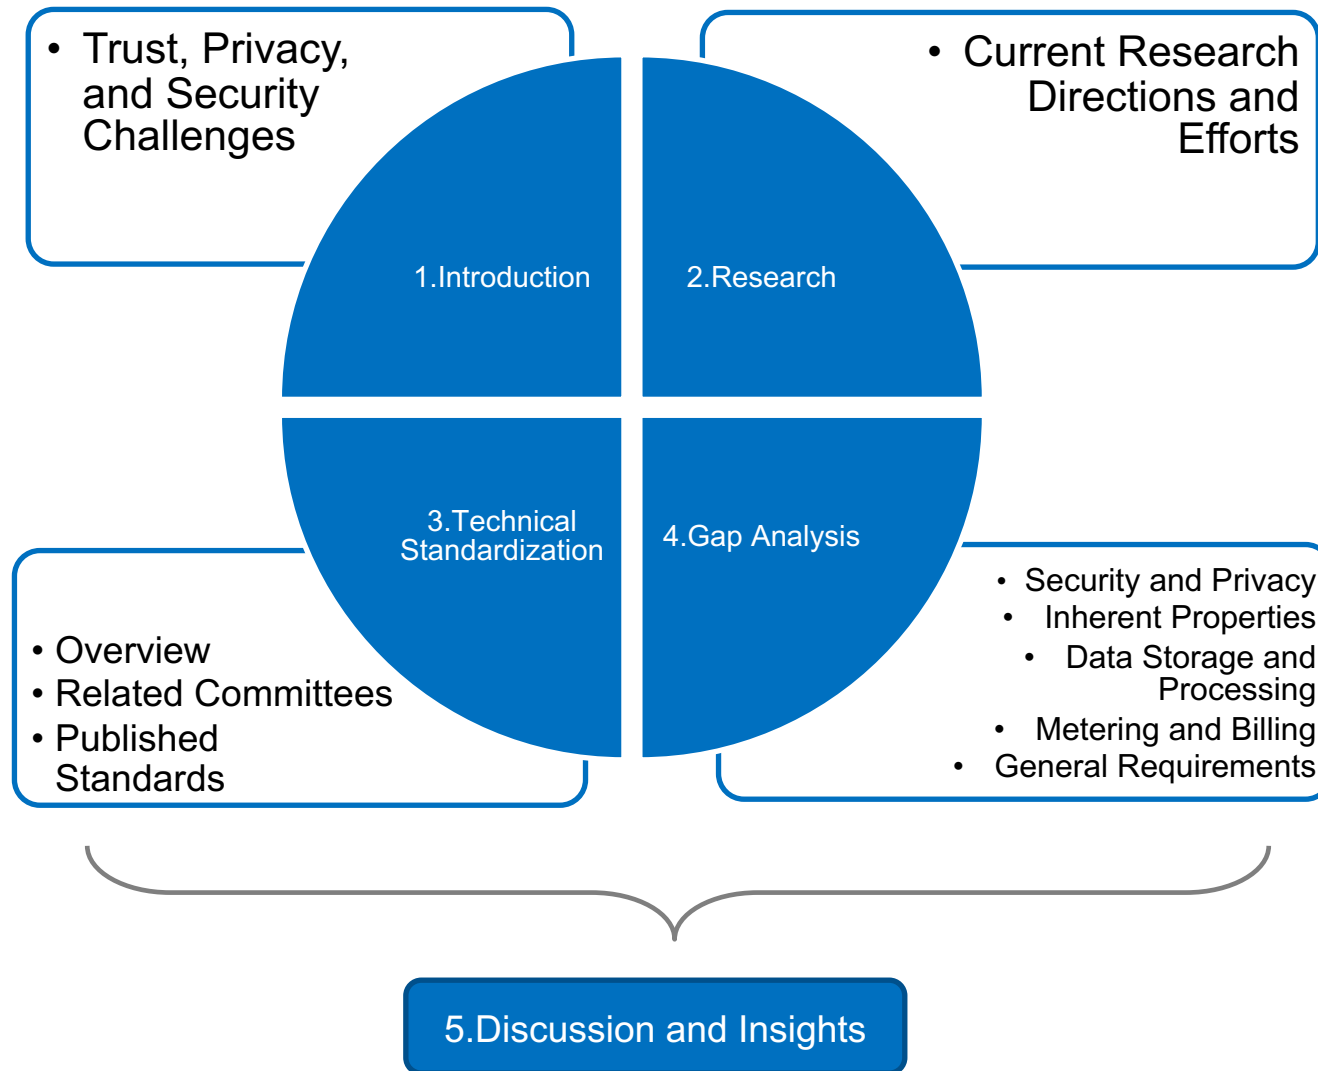 • Trust, Privacy,
and Security
Challenges
• Current Research
Directions and
Efforts
1.Introduction
2.Research
3.Technical
Standardization
4.Gap Analysis
• Overview
• Related Committees
• Published
Standards
• Security and Privacy
• Inherent Properties
• Data Storage and
Processing
• Metering and Billing
• General Requirements
5.Discussion and Insights